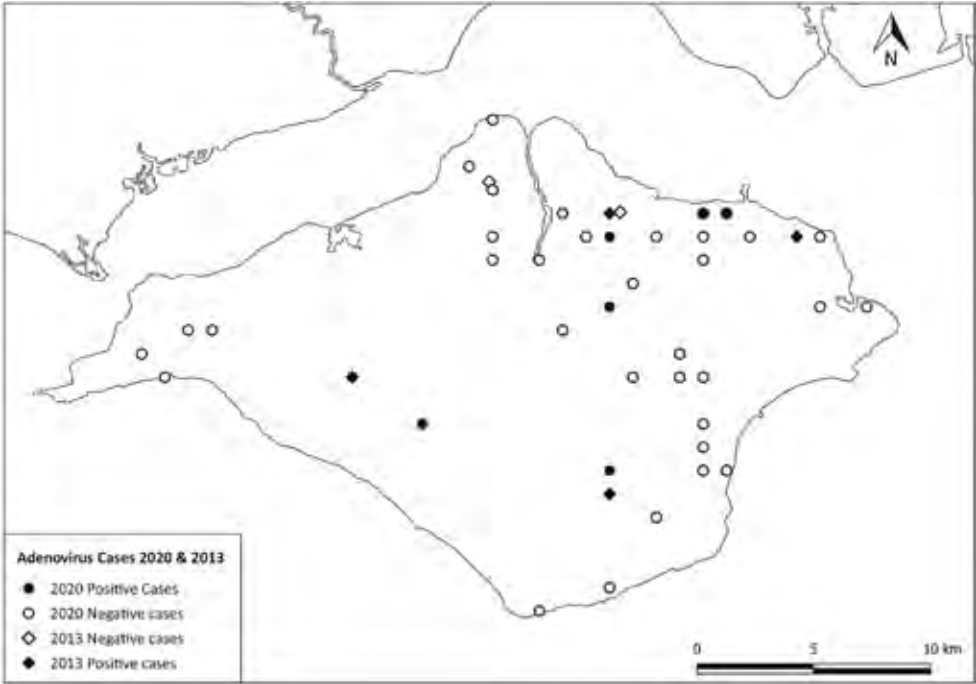 N
Adenovirus Cases 2020 & 2013
2020 Positive Cases
2020 Negative cases
2013 Negative cases
2013 Positive cases
0 5 10 km